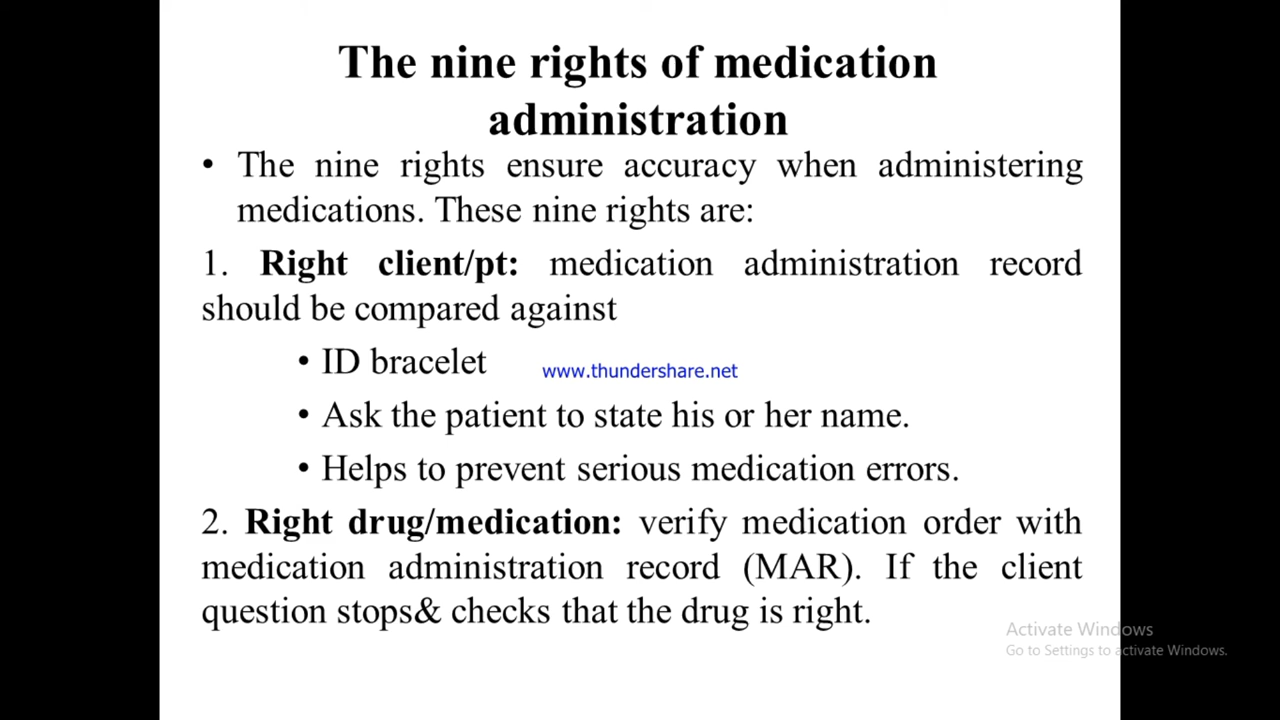 The nine rights of medication
administration
• The nine rights ensure accuracy when administering
medications. These nine rights are:
1. Right client/pt: medication administration record
should be compared against
• ID bracelet
www.thundershare.net
• Ask the patient to state his or her name.
• Helps to prevent serious medication errors.
2. Right drug/medication: verify medication order with
medication administration record (MAR). If the client
question stops& checks that the drug is right.
Activate Windows
Go to Settings to activate Windows.